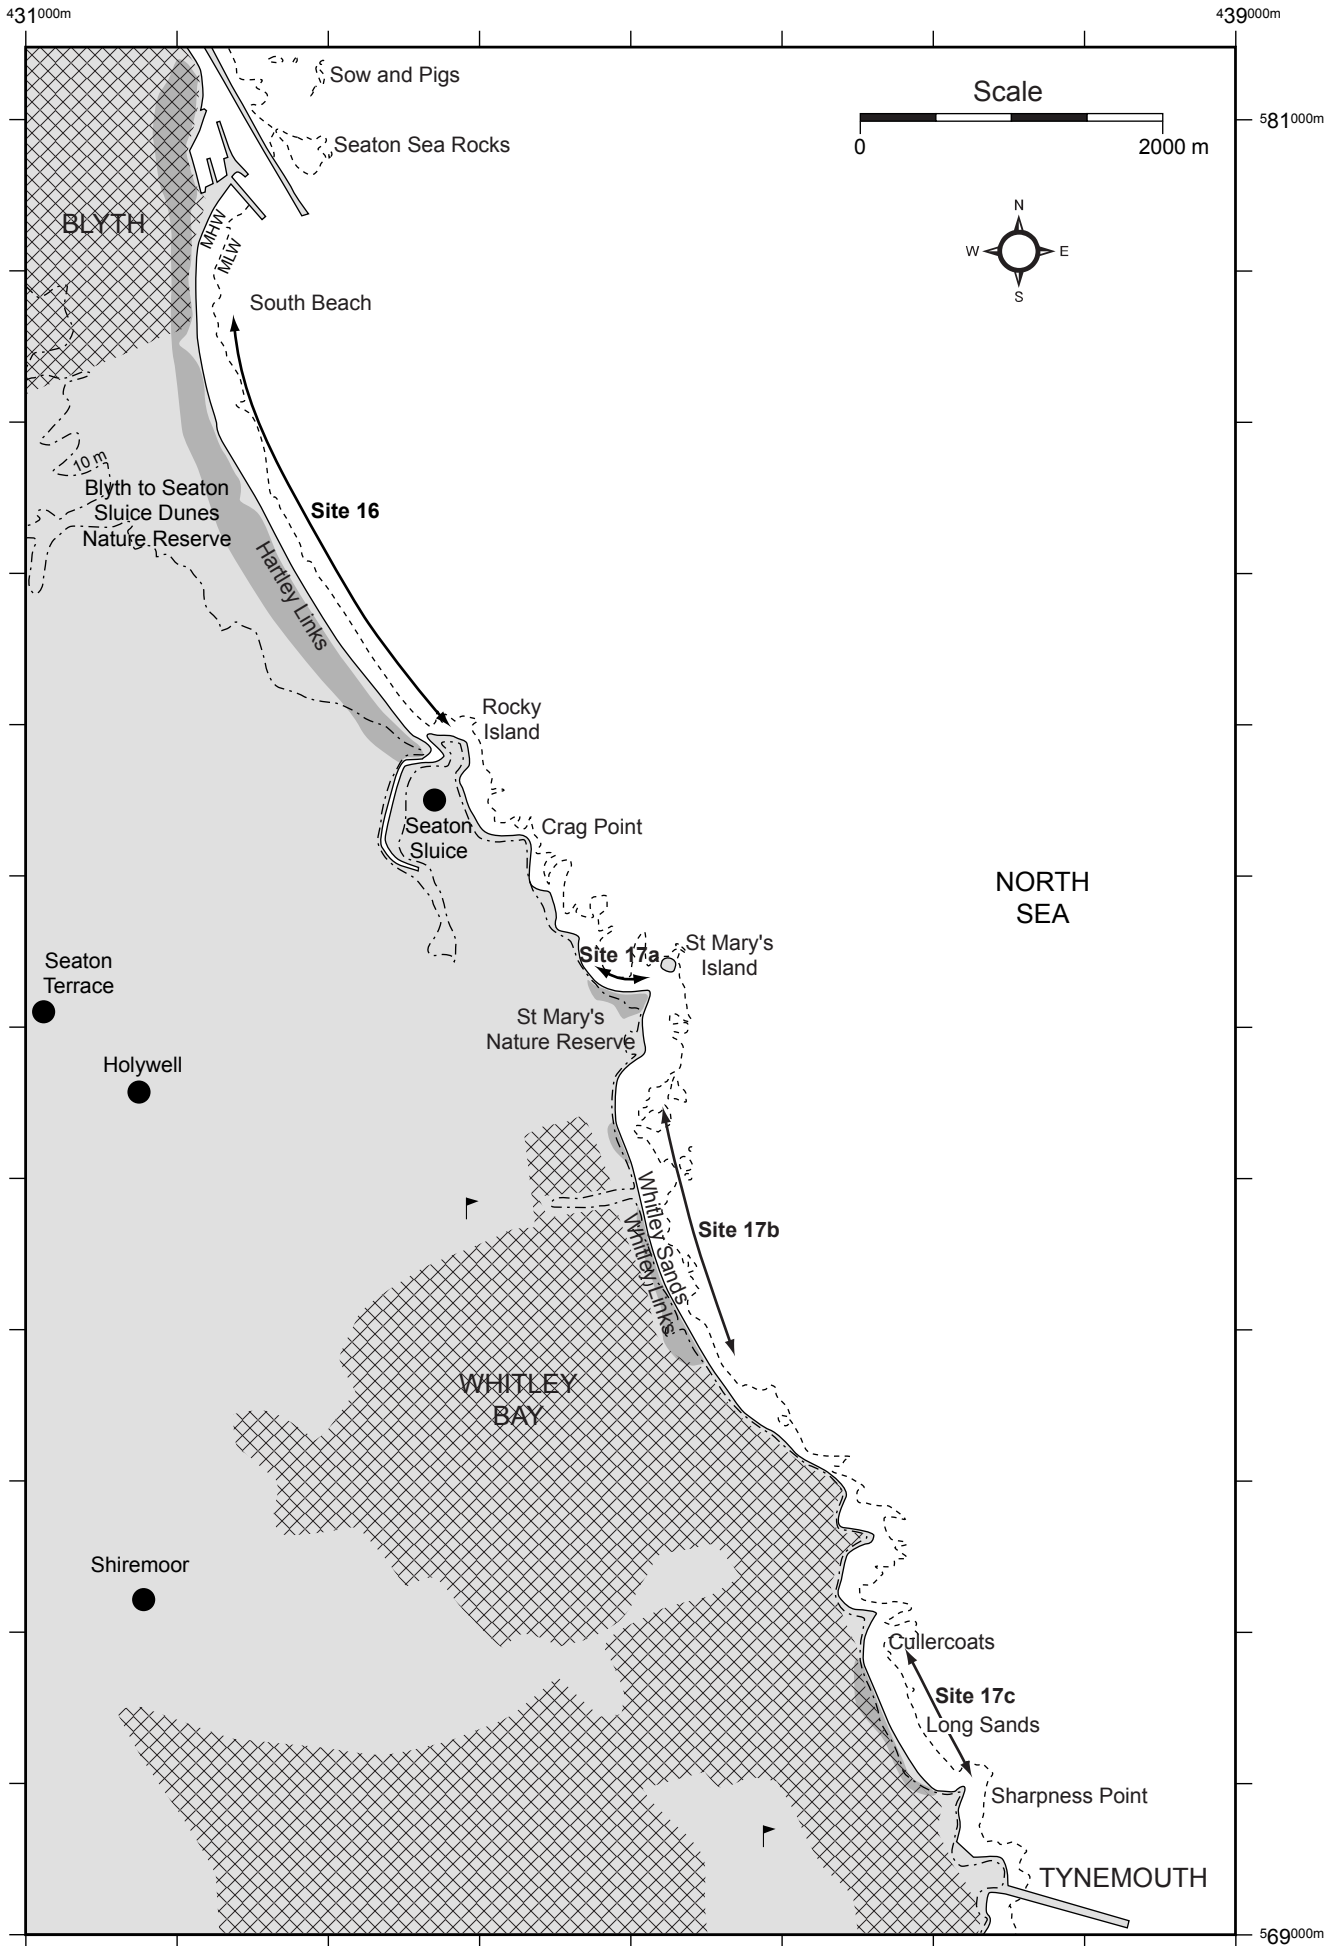 431000m
439000m
Sow and Pigs
Scale
581000m
Seaton Sea Rocks
0
2000 m
N
BLYTH
MHW
W
E
MLW
S
South Beach
10 m
Blyth to Seaton
Sluice Dunes
Nature Reserve
Site 16
Hartley Links
Rocky
Island
Seaton
Sluice
Crag Point
NORTH
SEA
Site 17a
St Mary's
Island
Seaton
Terrace
St Mary's
Nature Reserve
Holywell
Whitley Sands
Whitley Links
Site 17b
WHITLEY
BAY
Shiremoor
Cullercoats
Site 17c
Long Sands
Sharpness Point
TYNEMOUTH
569000m